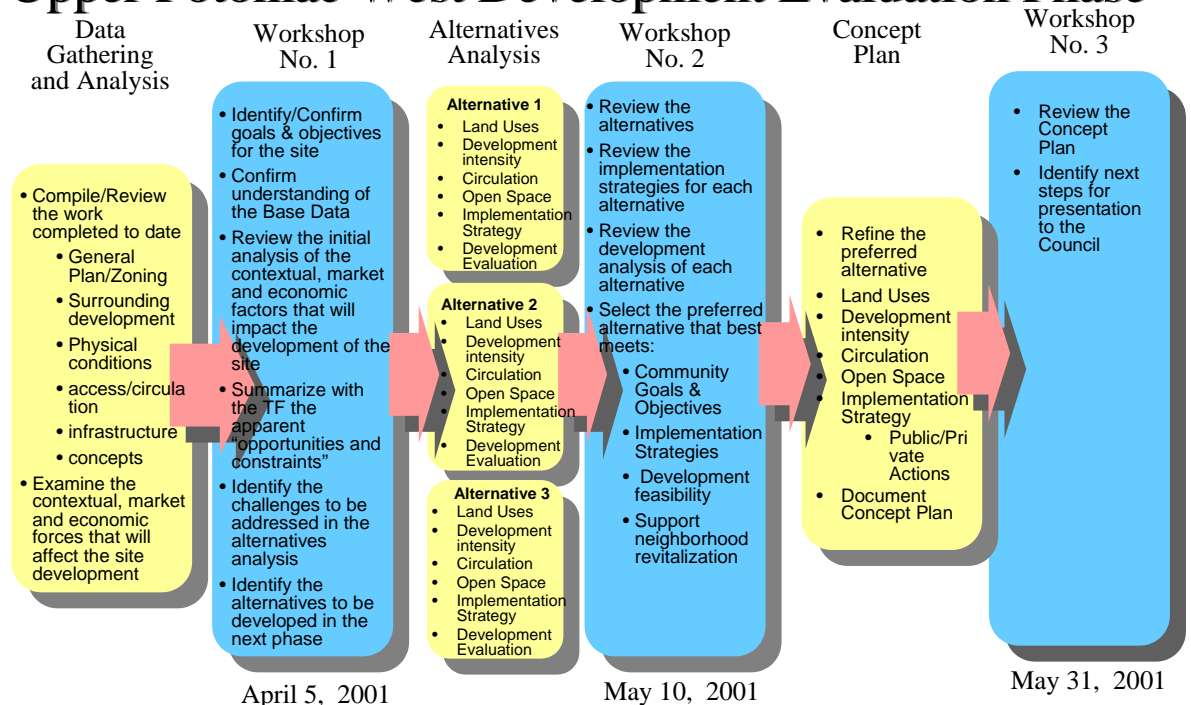 Upper Potomac West Development Evaluation Phase
Data
Gathering
and Analysis
• Compile/Review
the work
completed to date
• General
Plan/Zoning
• Surrounding
development
• Physical
conditions
• access/circula
tion
• infrastructure
• concepts
• Examine the
contextual, market
and economic
forces that will
affect the site
development
Workshop
No. 1
• Identify/Confirm
goals & objectives
for the site
• Confirm
understanding of
the Base Data
• Review the initial
analysis of the
contextual, market
and economic
factors that will
impact the
development of the
site
• Summarize with
the TF the
apparent
“opportunities and
constraints”
• Identify the
challenges to be
addressed in the
alternatives
analysis
• Identify the
alternatives to be
developed in the
next phase
April 5, 2001
Alternatives
Analysis
Alternative 1
• Land Uses
• Development
intensity
• Circulation
• Open Space
• Implementation
Strategy
• Development
Evaluation
Alternative 2
• Land Uses
• Development
intensity
• Circulation
• Open Space
• Implementation
Strategy
• Development
Evaluation
Alternative 3
• Land Uses
• Development
intensity
• Circulation
• Open Space
• Implementation
Strategy
• Development
Evaluation
Workshop
No. 2
• Review the
alternatives
• Review the
implementation
strategies for each
alternative
• Review the
development
analysis of each
alternative
• Select the preferred
alternative that best
meets:
• Community
Goals &
Objectives
• Implementation
Strategies
• Development
feasibility
• Support
neighborhood
revitalization
May 10, 2001
Concept
Plan
• Refine the
preferred
alternative
• Land Uses
• Development
intensity
• Circulation
• Open Space
• Implementation
Strategy
• Public/Pri
vate
Actions
• Document
Concept Plan
Workshop
No. 3
• Review the
Concept
Plan
• Identify next
steps for
presentation
to the
Council
May 31, 2001